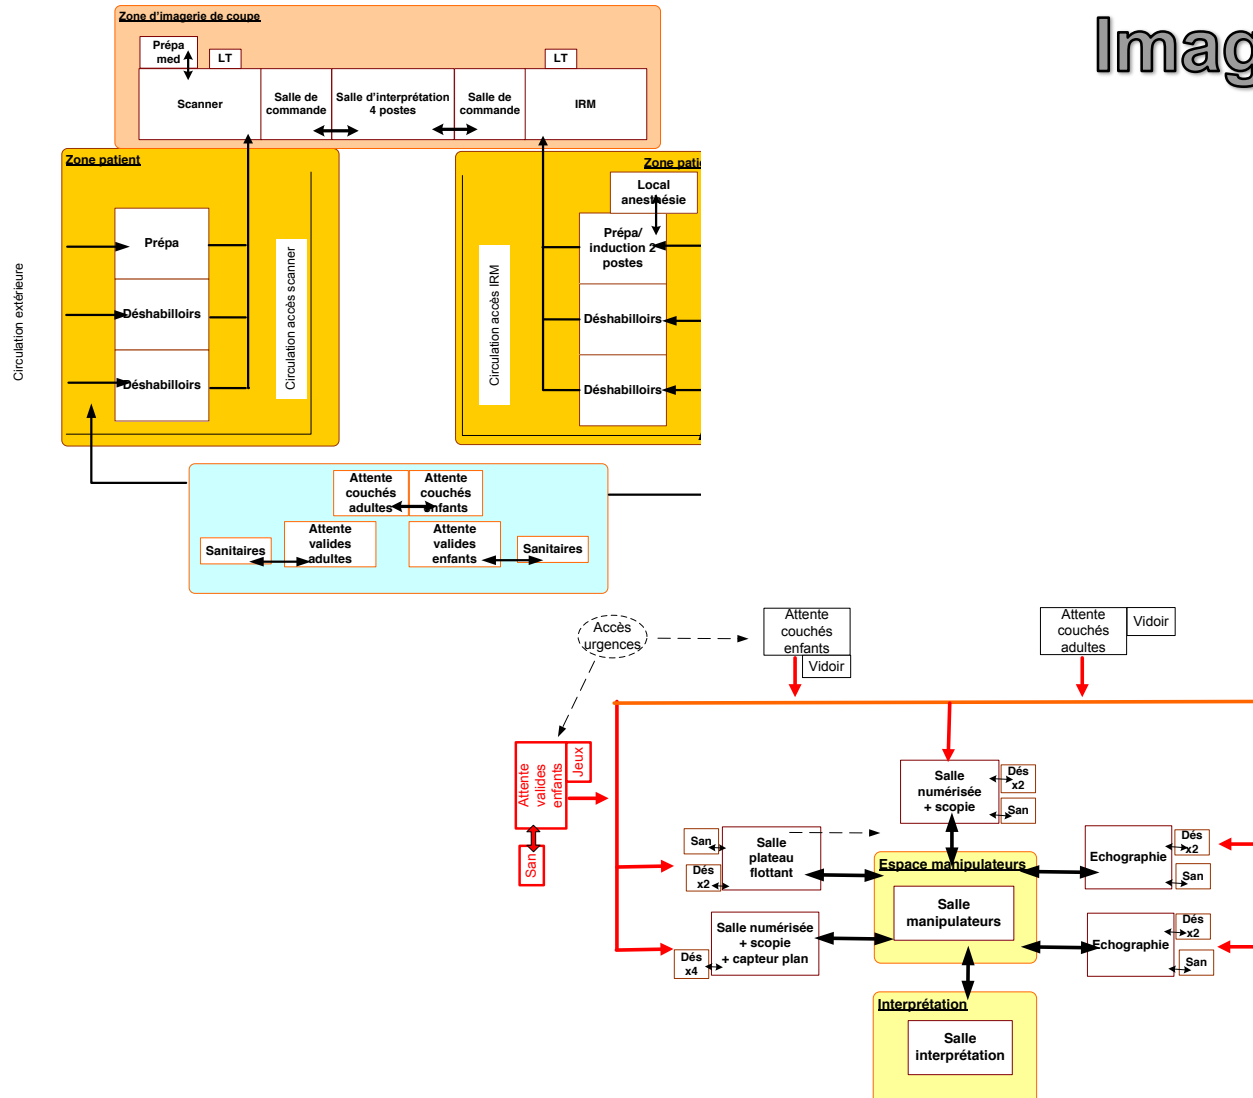 Zone d'imagerie de coupe
Imag
Prépa
med
LT
LT
Scanner
Salle de
commande
Salle d'interprétation
4 postes
Salle de
commande
IRM
Zone patient
Zone patie
Local
anesthésie
Prépa
Prépa/
induction 2
postes
Déshabilloirs
Déshabilloirs
Déshabilloirs
Déshabilloirs
Circulation extérieure
Circulation accès scanner
Circulation accès IRM
Attente
couchés
adultes
Attente
couchés
enfants
Sanitaires
Attente
valides
adultes
Attente
valides
enfants
Sanitaires
Accès
urgences
Attente
couchés
enfants
Vidoir
Attente
couchés
adultes
Vidoir
Attente
valides
enfants
Jeux
San
Salle
numérisée
+ scopie
Dés
x2
San
San
Dés
x2
Salle
plateau
flottant
Espace manipulateurs
Salle
manipulateurs
Echographie
Dés
x2
San
Salle numérisée
+ scopie
+ capteur plan
Dés
x4
Echographie
Dés
x2
San
Interprétation
Salle
interprétation